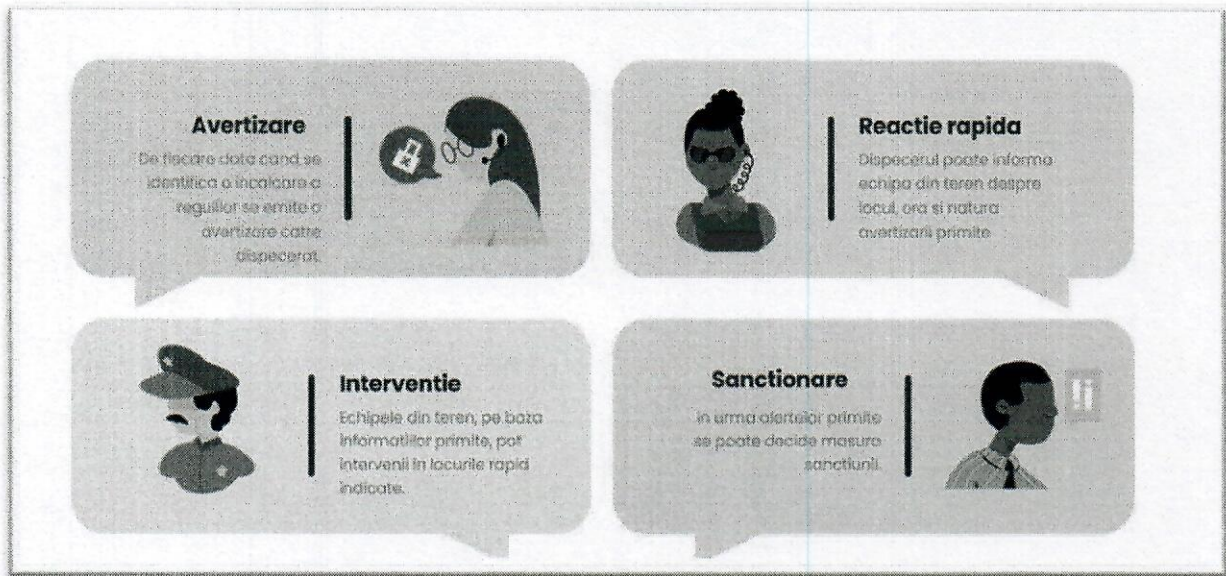 Avertizare
De fiecare data cand se
identifica o incalcare a
regulilor se emite o
avertizare catre
dispecerat.
Reactie rapida
Dispecerul poate informa
echipa din teren despre
locul, ora si natura
avertizarii primite
Interventie
Echipele din teren, pe baza
informatiilor primite, pot
intervenii in locurile rapid
indicate.
Sanctionare
In urma alertelor primite
se poate decide masura
sanctiunii.